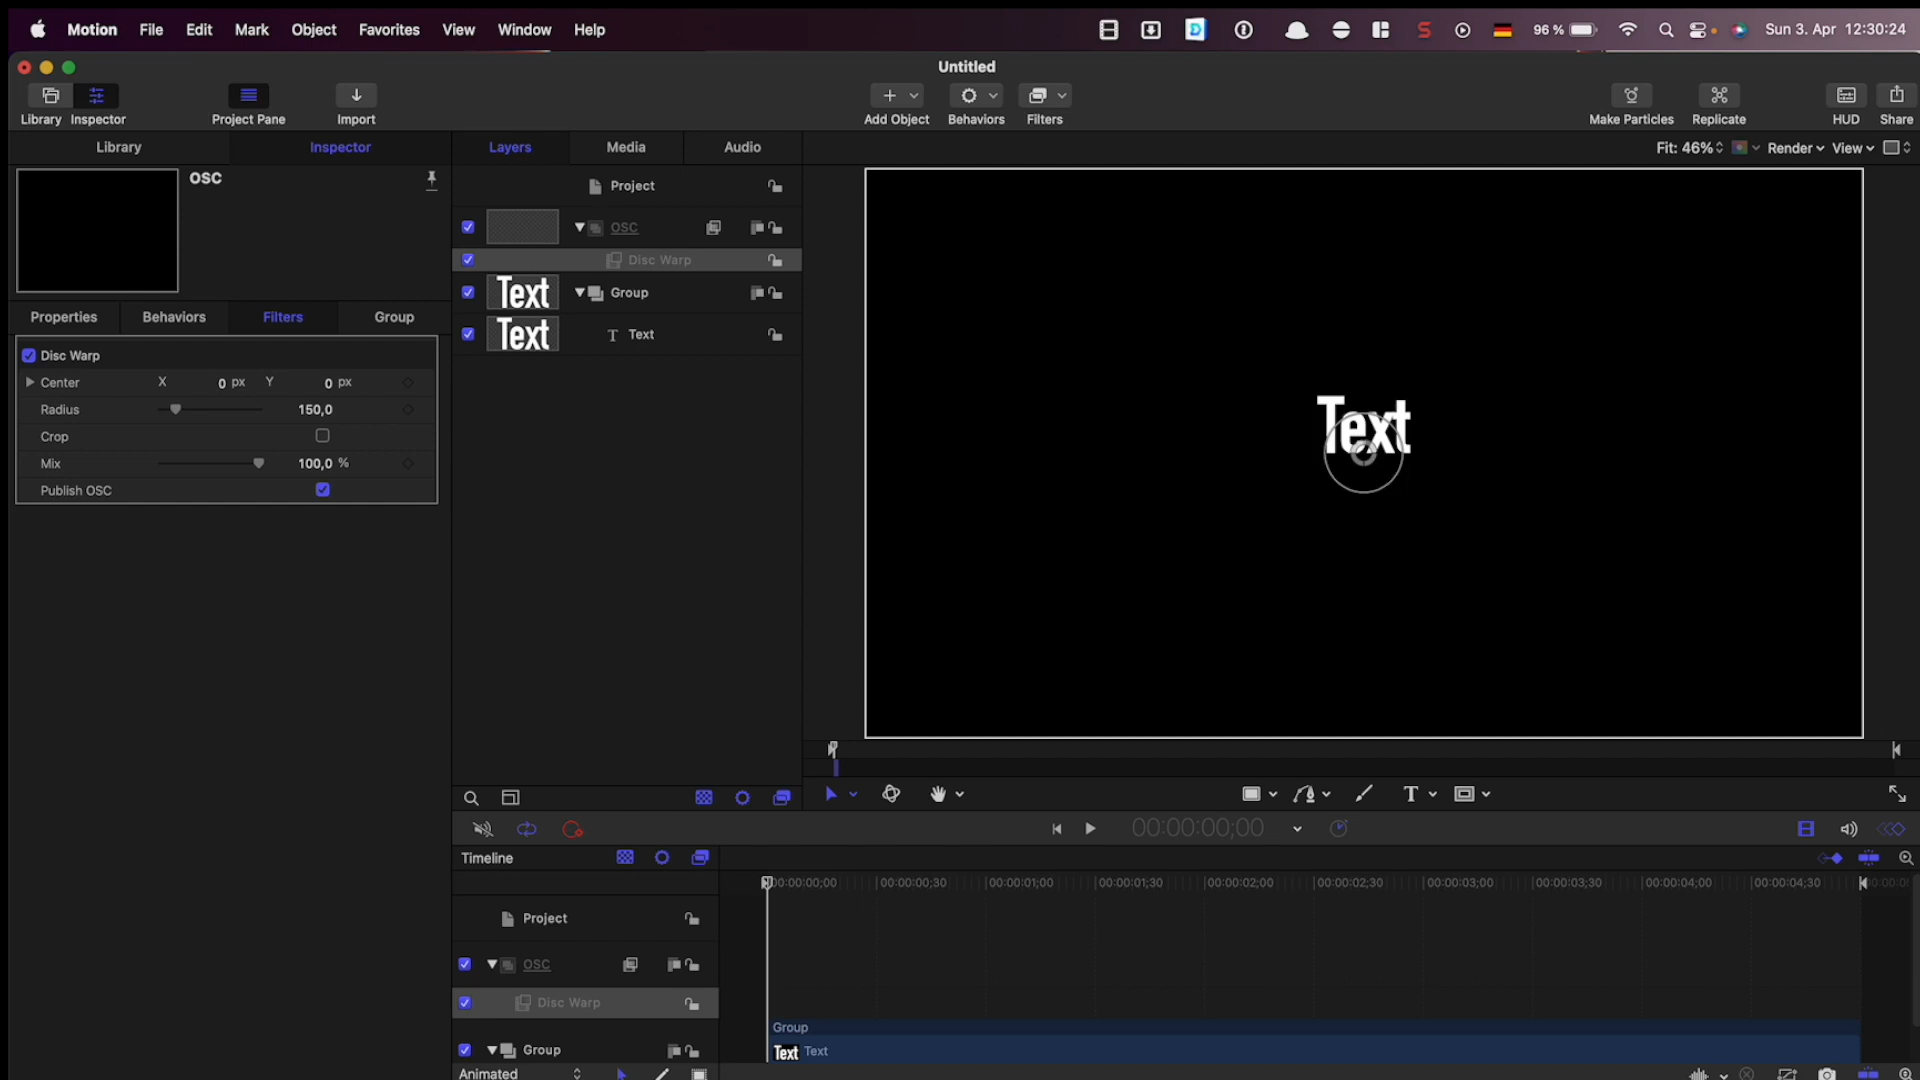 Motion File Edit Mark Object Favorites View Window Help 96 % Sun 3. Apr 12:30:24
Untitled
Library Inspector Project Pane Import Add Object Behaviors Filters Make Particles Replicate HUD Share
Library Inspector Layers Media Audio Fit: 46% Render View
OSC
Project
OSC
Disc Warp
Text Group
Text Text
Properties Behaviors Filters Group
Disc Warp
Center X 0 px Y 0 px
Radius 150,0
Crop
Mix 100,0 %
Publish OSC
Text
00:00:00;00
Timeline
00:00:00;00 00:00:00;30 00:00:01;00 00:00:01;30 00:00:02;00 00:00:02;30 00:00:03;00 00:00:03;30 00:00:04;00 00:00:04;30
Project
OSC
Disc Warp
Group
Group
Text Text
Animated